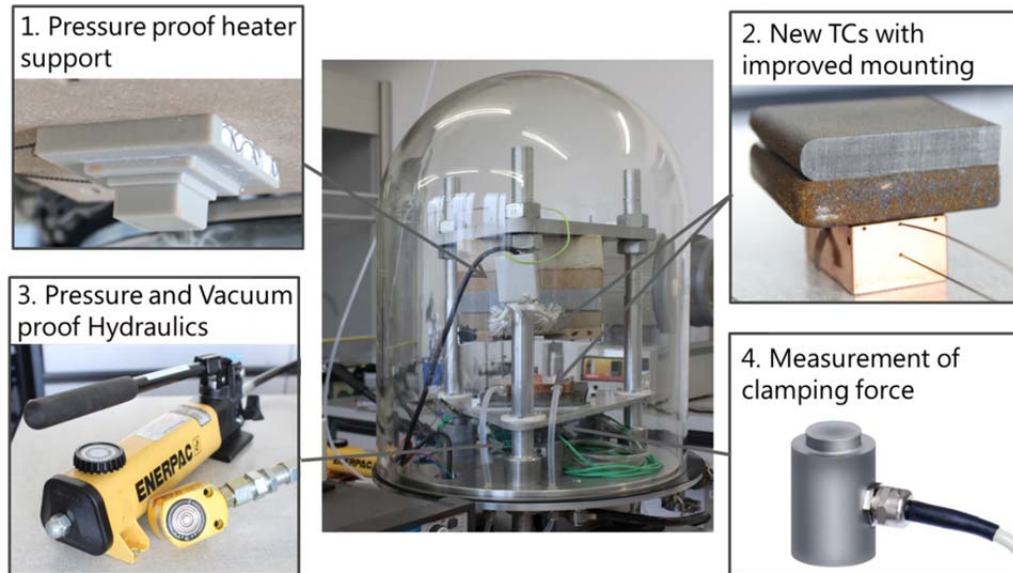 1. Pressure proof heater
support
2. New TCs with
improved mounting
3. Pressure and Vacuum
proof Hydraulics
ENERPAC
4. Measurement of
clamping force